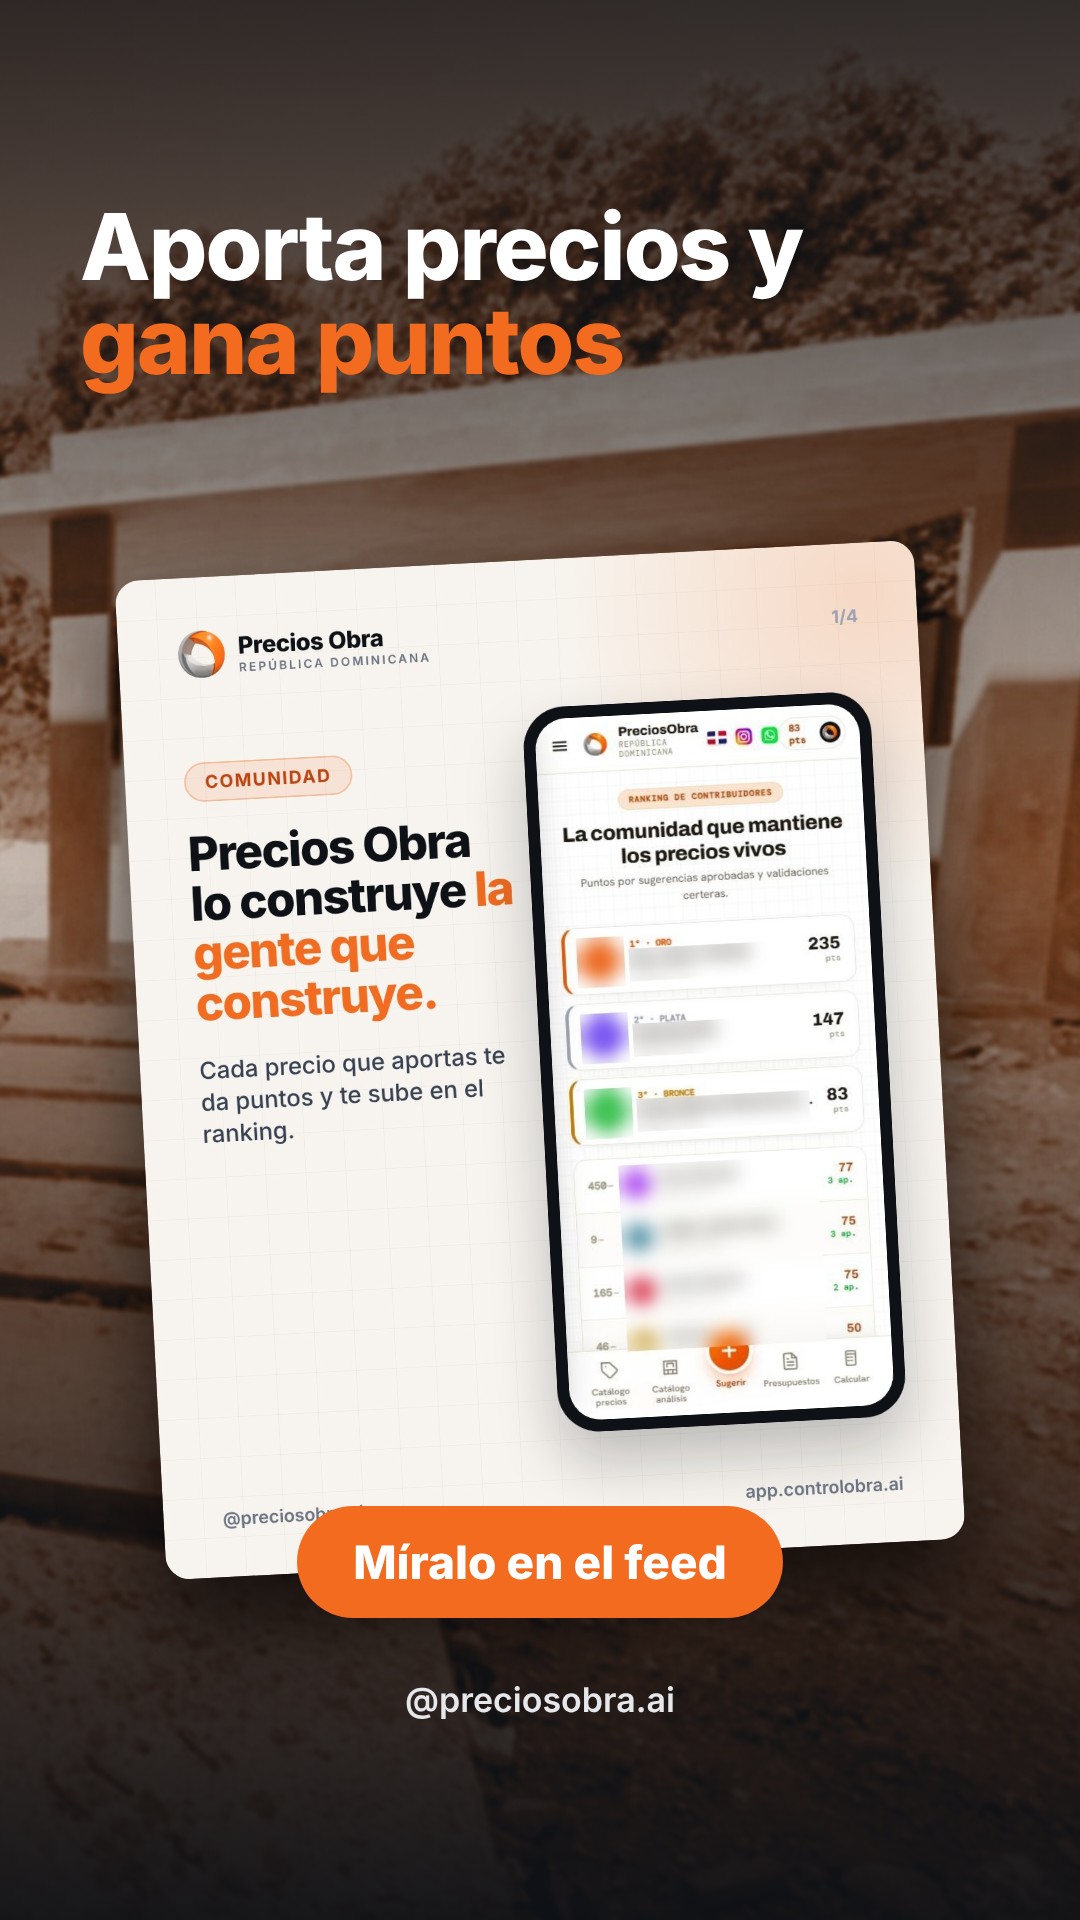 Aporta precios y
gana puntos
Precios Obra
REPÚBLICA DOMINICANA
1/4
COMUNIDAD
Precios Obra
lo construye la
gente que
construye.
Cada precio que aportas te
da puntos y te sube en el
ranking.
PreciosObra
REPÚBLICA
DOMINICANA
83
pts
RANKING DE CONTRIBUIDORES
La comunidad que mantiene
los precios vivos
Puntos por sugerencias aprobadas y validaciones
certeras.
1° · ORO
235
pts
2° · PLATA
147
pts
3° · BRONCE
83
pts
450–
77
3 ap.
9–
75
3 ap.
165–
75
2 ap.
46–
50
Catálogo
precios
Catálogo
análisis
Sugerir
Presupuestos
Calcular
app.controlobra.ai
Míralo en el feed
@preciosobra.ai